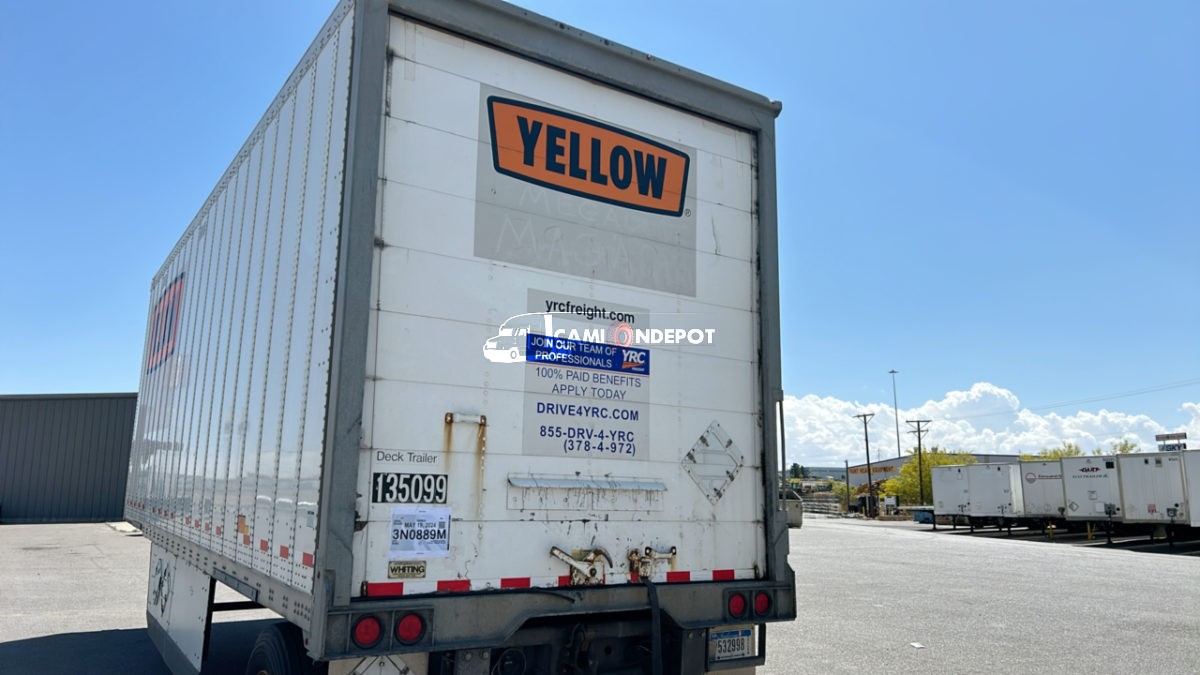 YELLOW
®
yrcfreight.com
CAMIONDEPOT
JOIN OUR TEAM OF
PROFESSIONALS
YRC
FREIGHT
100% PAID BENEFITS
APPLY TODAY
DRIVE4YRC.COM
855-DRV-4-YRC
(378-4-972)
Deck Trailer
135099
MAY 19, 2024
3N0889M
WHITING
532998